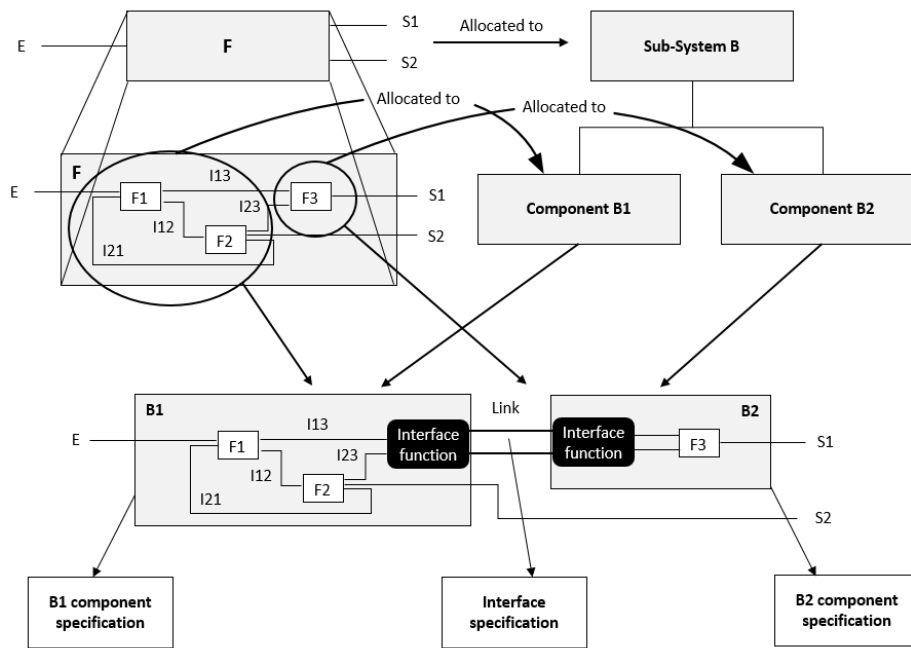 S1
Allocated to
E
F
S2
Sub-System B
Allocated to
Allocated to
F
E
I13
F1
F3
S1
I23
I12
F2
S2
I21
Component B1
Component B2
B1
Link
B2
E
I13
F1
Interface
function
Interface
function
F3
S1
I23
I12
F2
I21
S2
B1 component
specification
Interface
specification
B2 component
specification